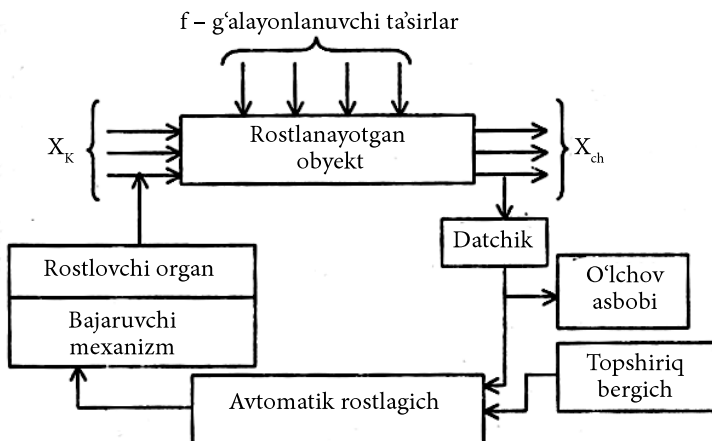 f – g‘alayonlanuvchi ta’sirlar
X_K
Rostlanayotgan
obyekt
X_ch
Datchik
Rostlovchi organ
O‘lchov
asbobi
Bajaruvchi
mexanizm
Topshiriq
bergich
Avtomatik rostlagich